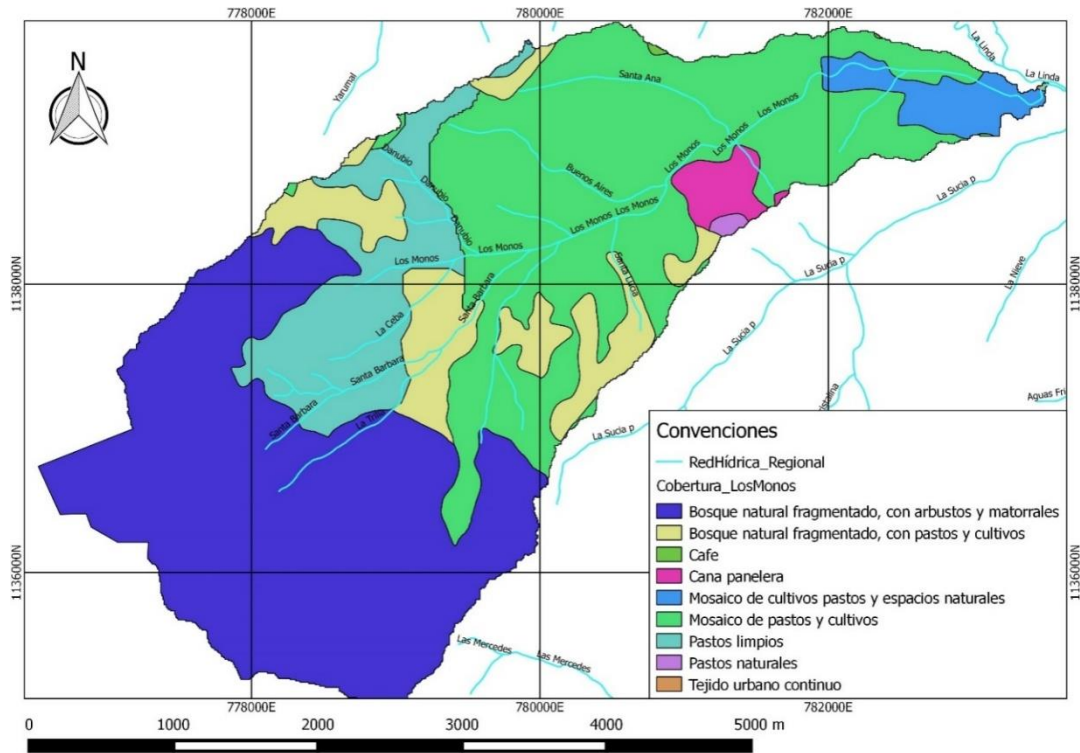 778000E 780000E 782000E
N
Yarumal
Santa Ana
La Linda
La Linda
Los Monos
Los Monos
Los Monos
Danubio
Danubio
Danubio
Buenos Aires
Los Monos
Los Monos
Los Monos
Los Monos
La Sucia p
La Sucia p
La Nieve
Santa Lucia
Santa Barbara
La Ceba
Santa Barbara
Santa Barbara
La Sucia p
La Sucia p
Aguas Fri
1138000N
1138000N
1136000N
1136000N
Convenciones
RedHídrica_Regional
Cobertura_LosMonos
Bosque natural fragmentado, con arbustos y matorrales
Bosque natural fragmentado, con pastos y cultivos
Cafe
Cana panelera
Mosaico de cultivos pastos y espacios naturales
Mosaico de pastos y cultivos
Pastos limpios
Pastos naturales
Tejido urbano continuo
Las Mercedes
Las Mercedes
778000E 780000E 782000E
0 1000 2000 3000 4000 5000 m